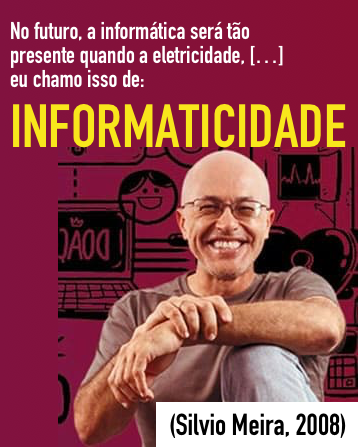 No futuro, a informática será tão
presente quando a eletricidade, [...]
eu chamo isso de:
INFORMATICIDADE
(Silvio Meira, 2008)